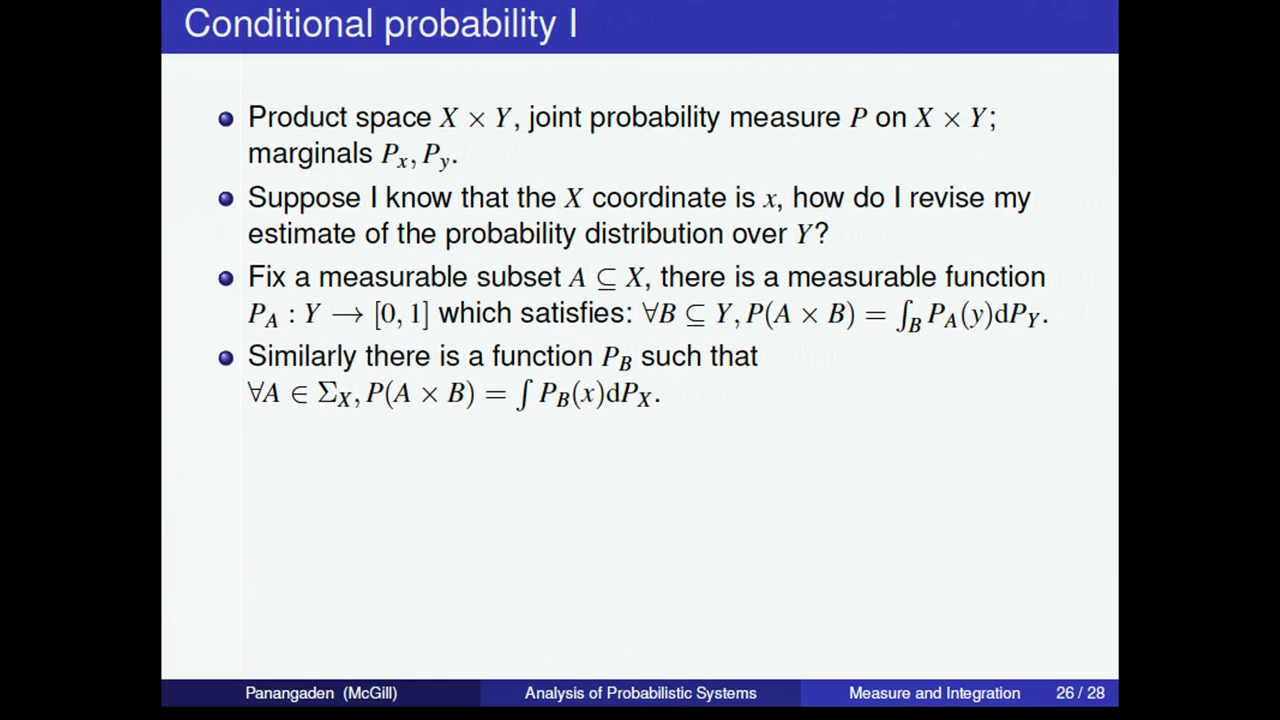 Conditional probability I
Product space X × Y, joint probability measure P on X × Y;
marginals Pₓ, P_y.
Suppose I know that the X coordinate is x, how do I revise my
estimate of the probability distribution over Y?
Fix a measurable subset A ⊆ X, there is a measurable function
P_A : Y → [0, 1] which satisfies: ∀B ⊆ Y, P(A × B) = ∫_B P_A(y)dP_Y.
Similarly there is a function P_B such that
∀A ∈ Σ_X, P(A × B) = ∫ P_B(x)dP_X.
Panangaden (McGill) Analysis of Probabilistic Systems Measure and Integration 26 / 28